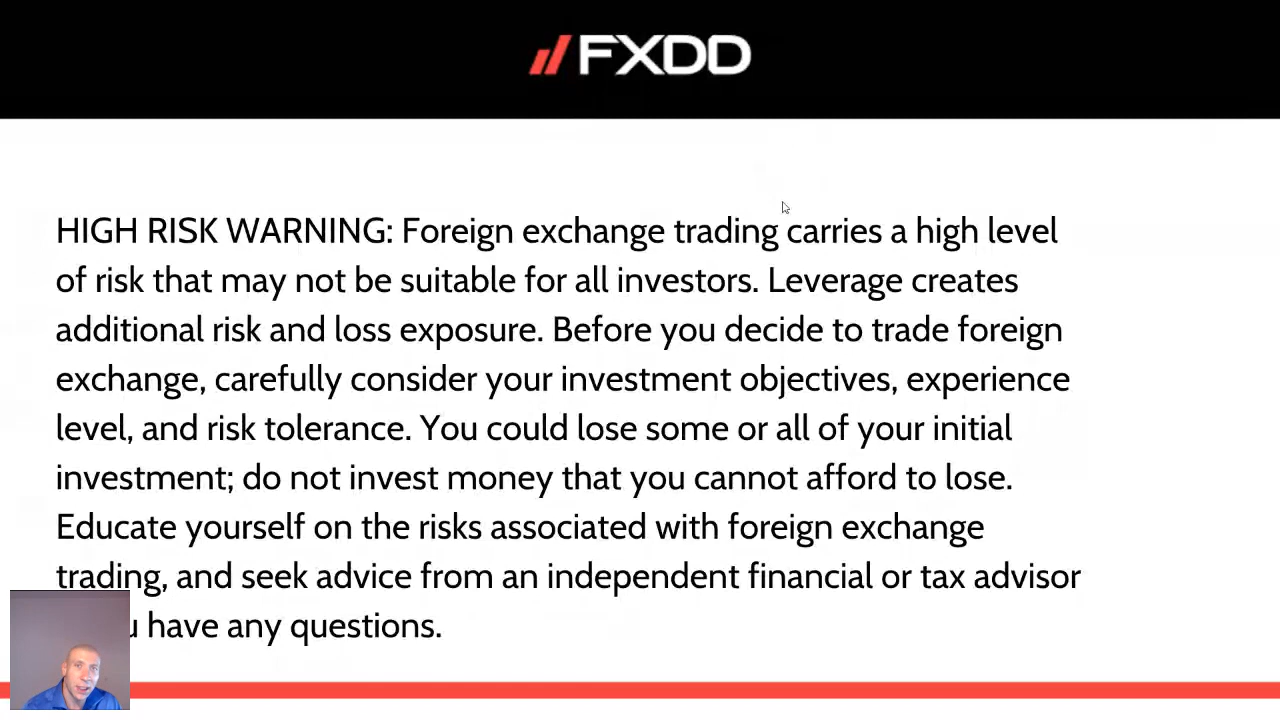 FXDD
HIGH RISK WARNING: Foreign exchange trading carries a high level
of risk that may not be suitable for all investors. Leverage creates
additional risk and loss exposure. Before you decide to trade foreign
exchange, carefully consider your investment objectives, experience
level, and risk tolerance. You could lose some or all of your initial
investment; do not invest money that you cannot afford to lose.
Educate yourself on the risks associated with foreign exchange
trading, and seek advice from an independent financial or tax advisor
have any questions.